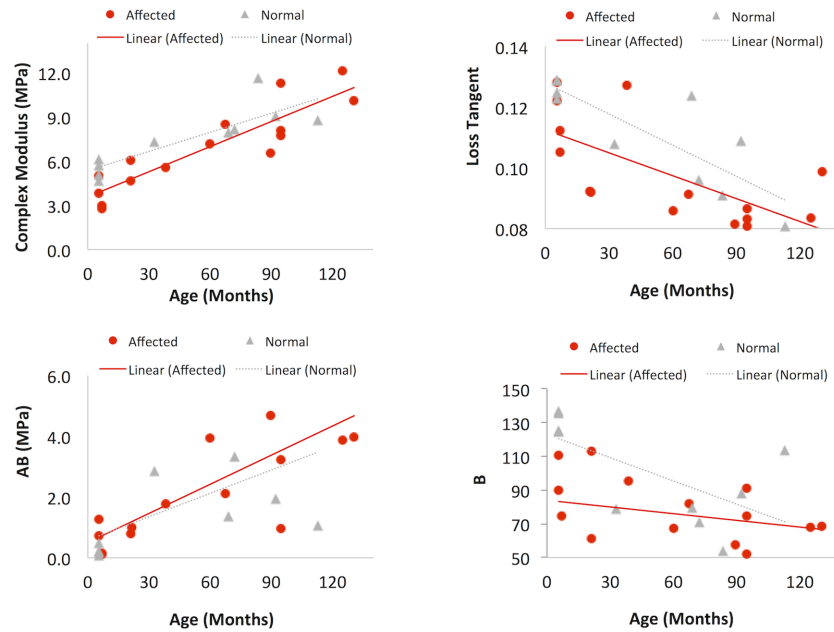 Affected
Normal
Linear (Affected)
Linear (Normal)
Complex Modulus (MPa)
12.0
9.0
6.0
3.0
0.0
0 30 60 90 120
Age (Months)
Affected
Normal
Linear (Affected)
Linear (Normal)
Loss Tangent
0.14
0.12
0.10
0.08
0 30 60 90 120
Age (Months)
Affected
Normal
Linear (Affected)
Linear (Normal)
AB (MPa)
6.0
4.0
2.0
0.0
0 30 60 90 120
Age (Months)
Affected
Normal
Linear (Affected)
Linear (Normal)
B
150
130
110
90
70
50
0 30 60 90 120
Age (Months)